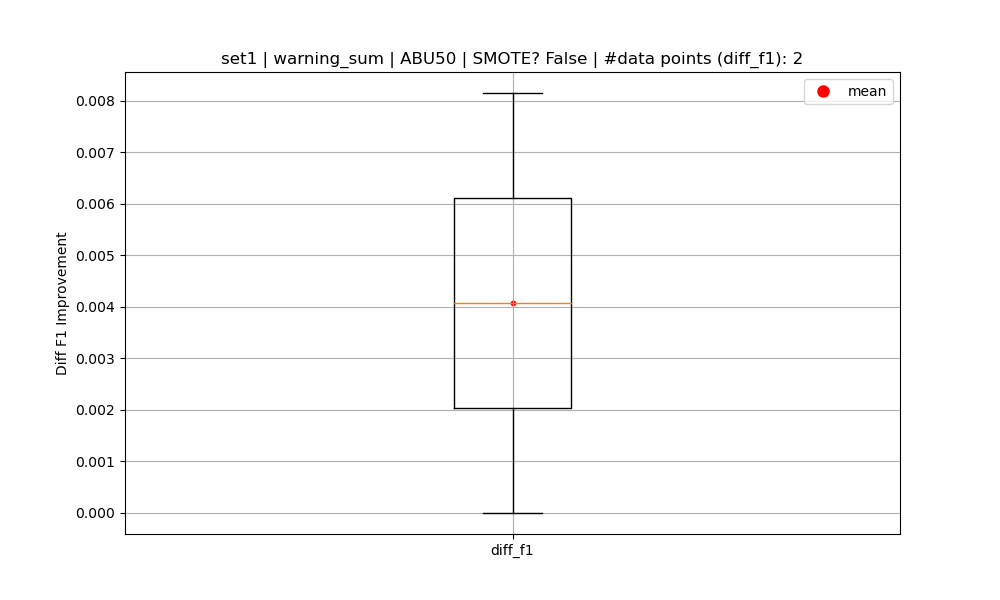 set1 | warning_sum | ABU50 | SMOTE? False | #data points (diff_f1): 2
mean
0.008
0.007
0.006
0.005
0.004
0.003
0.002
0.001
0.000
Diff F1 Improvement
diff_f1